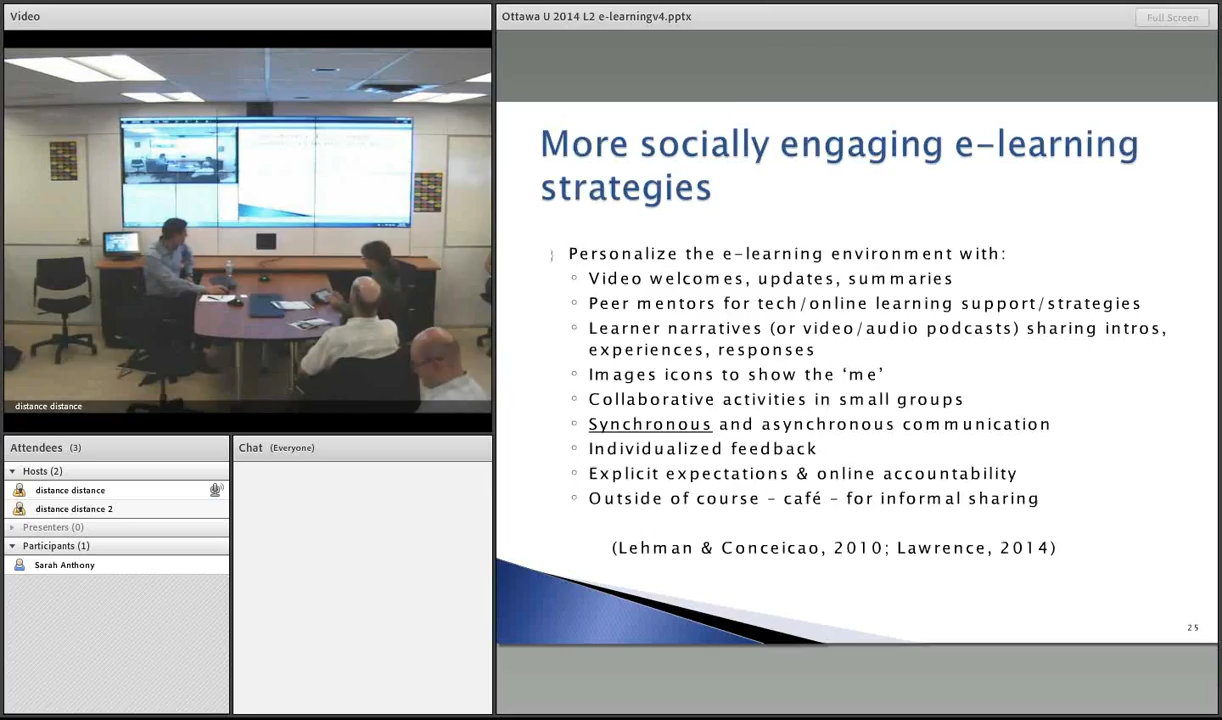 Video
distance distance
Attendees (3)
Hosts (2)
distance distance
distance distance 2
Presenters (0)
Participants (1)
Sarah Anthony
Chat (Everyone)
Ottawa U 2014 L2 e-learningv4.pptx
Full Screen
More socially engaging e-learning
strategies
Personalize the e-learning environment with:
Video welcomes, updates, summaries
Peer mentors for tech/online learning support/strategies
Learner narratives (or video/audio podcasts) sharing intros,
experiences, responses
Images icons to show the ‘me’
Collaborative activities in small groups
Synchronous and asynchronous communication
Individualized feedback
Explicit expectations & online accountability
Outside of course – café – for informal sharing
(Lehman & Conceicao, 2010; Lawrence, 2014)
25